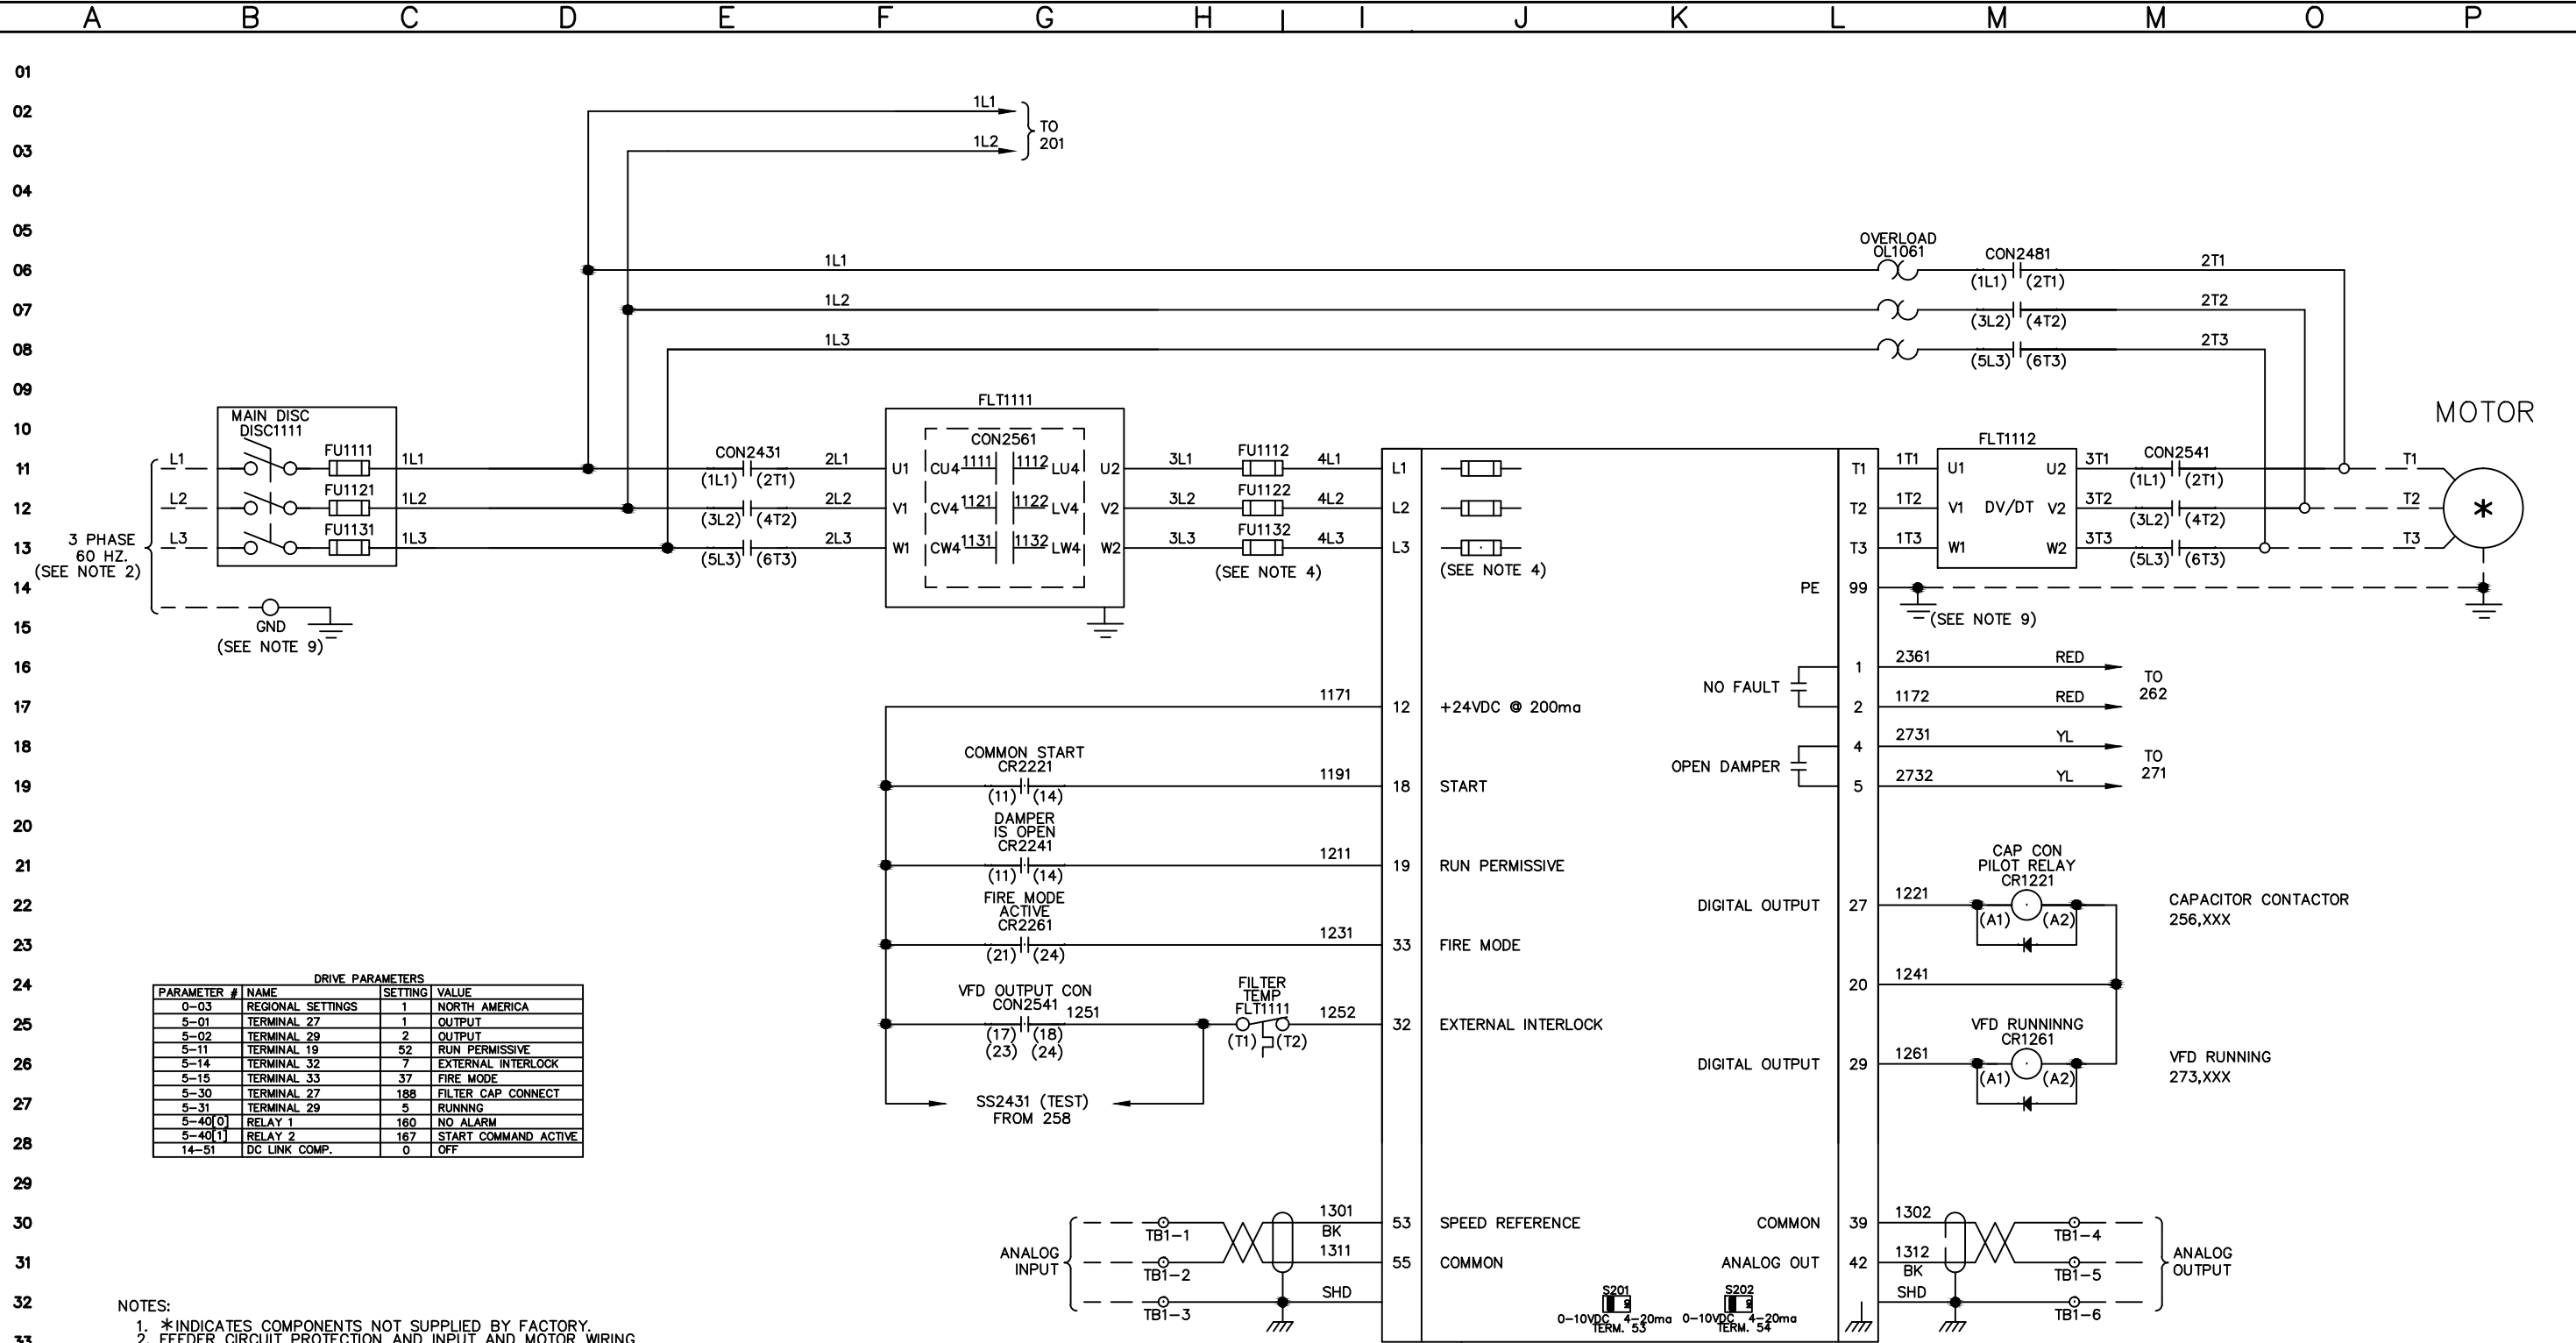 A B C D E F G H I J K L M M O P
01
02 1L1
TO
201
03 1L2
04
05
OVERLOAD
OL1061
CON2481
06 1L1 (1L1) (2T1) 2T1
07 1L2 (3L2) (4T2) 2T2
08 1L3 (5L3) (6T3) 2T3
09
MAIN DISC
DISC1111
FLT1111
MOTOR
10 FU1111 CON2431 CON2561 FU1112 FLT1112 CON2541
11 L1 1L1 (1L1) (2T1) 2L1 U1 CU4 1111 1112 LU4 U2 3L1 4L1 L1 T1 1T1 U1 U2 3T1 (1L1) (2T1) T1
FU1121 FU1122
12 L2 1L2 (3L2) (4T2) 2L2 V1 CV4 1121 1122 LV4 V2 3L2 4L2 L2 T2 1T2 V1 DV/DT V2 3T2 (3L2) (4T2) T2 *
FU1131 FU1132
13 L3 1L3 (5L3) (6T3) 2L3 W1 CW4 1131 1132 LW4 W2 3L3 4L3 L3 T3 1T3 W1 W2 3T3 (5L3) (6T3) T3
3 PHASE
60 HZ.
(SEE NOTE 2)
(SEE NOTE 4) (SEE NOTE 4)
14 PE 99
15 GND
(SEE NOTE 9)
(SEE NOTE 9)
16 1 2361 RED
NO FAULT
TO
262
17 1171 12 +24VDC @ 200ma 2 1172 RED
18 4 2731 YL
COMMON START
CR2221
OPEN DAMPER
TO
271
19 (11) (14) 1191 18 START 5 2732 YL
20 DAMPER
IS OPEN
CR2241
21 (11) (14) 1211 19 RUN PERMISSIVE
CAP CON
PILOT RELAY
CR1221
22 DIGITAL OUTPUT 27 1221 (A1) (A2) CAPACITOR CONTACTOR
256,XXX
FIRE MODE
ACTIVE
CR2261
23 (21) (24) 1231 33 FIRE MODE
24 20 1241
VFD OUTPUT CON
CON2541
FILTER
TEMP
FLT1111
25 (17) (18) 1251 (T1) (T2) 1252 32 EXTERNAL INTERLOCK
(23) (24)
VFD RUNNINNG
CR1261
26 DIGITAL OUTPUT 29 1261 (A1) (A2) VFD RUNNING
273,XXX
27 SS2431 (TEST)
FROM 258
28
29
DRIVE PARAMETERS
PARAMETER # NAME SETTING VALUE
0-03 REGIONAL SETTINGS 1 NORTH AMERICA
5-01 TERMINAL 27 1 OUTPUT
5-02 TERMINAL 29 2 OUTPUT
5-11 TERMINAL 19 52 RUN PERMISSIVE
5-14 TERMINAL 32 7 EXTERNAL INTERLOCK
5-15 TERMINAL 33 37 FIRE MODE
5-30 TERMINAL 27 188 FILTER CAP CONNECT
5-31 TERMINAL 29 5 RUNNNG
5-40[0] RELAY 1 160 NO ALARM
5-40[1] RELAY 2 167 START COMMAND ACTIVE
14-51 DC LINK COMP. 0 OFF
30 TB1-1 1301 BK 53 SPEED REFERENCE COMMON 39 1302 TB1-4
ANALOG
INPUT
ANALOG
OUTPUT
31 TB1-2 1311 55 COMMON ANALOG OUT 42 1312 BK TB1-5
32 TB1-3 SHD SHD TB1-6
S201 S202
0-10VDC 4-20ma 0-10VDC 4-20ma
TERM. 53 TERM. 54
NOTES:
1. *INDICATES COMPONENTS NOT SUPPLIED BY FACTORY.
33 2. FEEDER CIRCUIT PROTECTION AND INPUT AND MOTOR WIRING